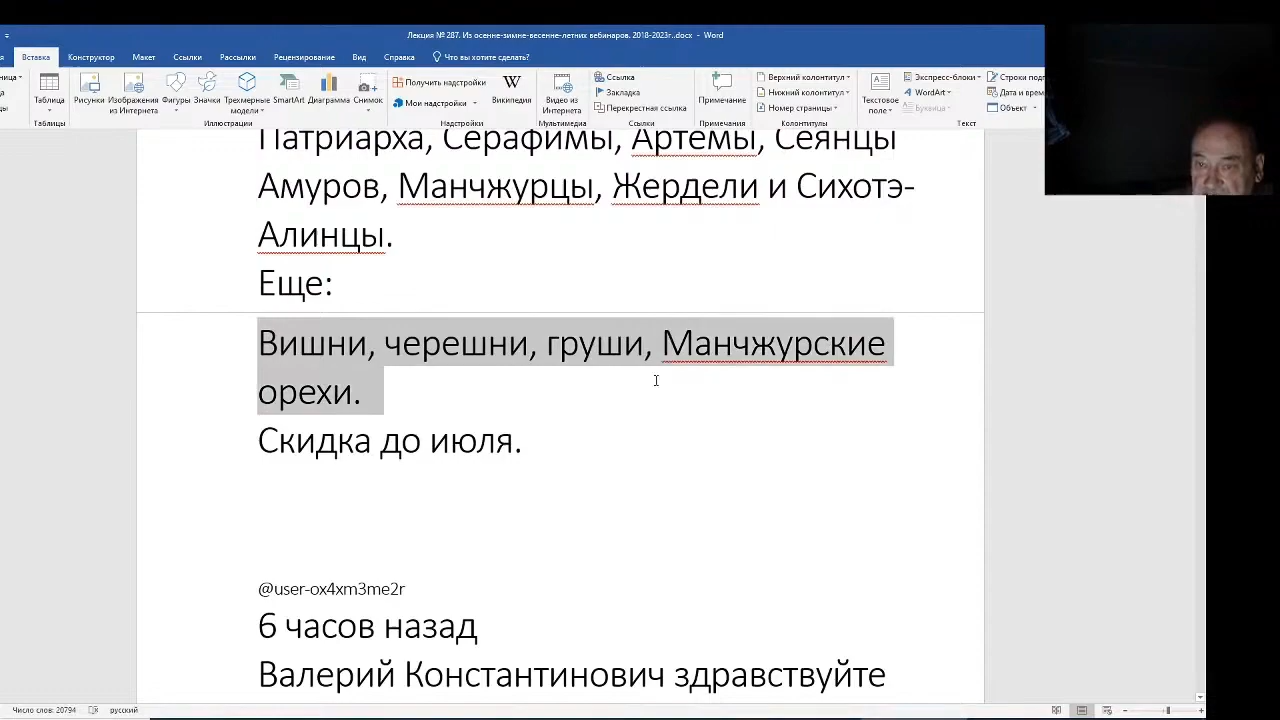 Лекция № 287. Из осенне-зимне-весенне-летних вебинаров. 2018-2023г..docx - Word
Вставка Конструктор Макет Ссылки Рассылки Рецензирование Вид Справка Что вы хотите сделать?
Таблица
Таблицы
Рисунки
Изображения из Интернета
Фигуры
Значки
Трехмерные модели
SmartArt
Диаграмма
Снимок
Иллюстрации
Получить надстройки
Мои надстройки
Википедия
Надстройки
Видео из Интернета
Мультимедиа
Ссылка
Закладка
Перекрестная ссылка
Ссылки
Примечание
Примечания
Верхний колонтитул
Нижний колонтитул
Номер страницы
Колонтитулы
Текстовое поле
Экспресс-блоки
WordArt
Буквица
Дата и время
Объект
Текст
Патриарха, Серафимы, Артемы, Сеянцы
Амуров, Манчжурцы, Жердели и Сихотэ-
Алинцы.
Еще:
Вишни, черешни, груши, Манчжурские
орехи.
Скидка до июля.
@user-ox4xm3me2r
6 часов назад
Валерий Константинович здравствуйте
Число слов: 20794 русский